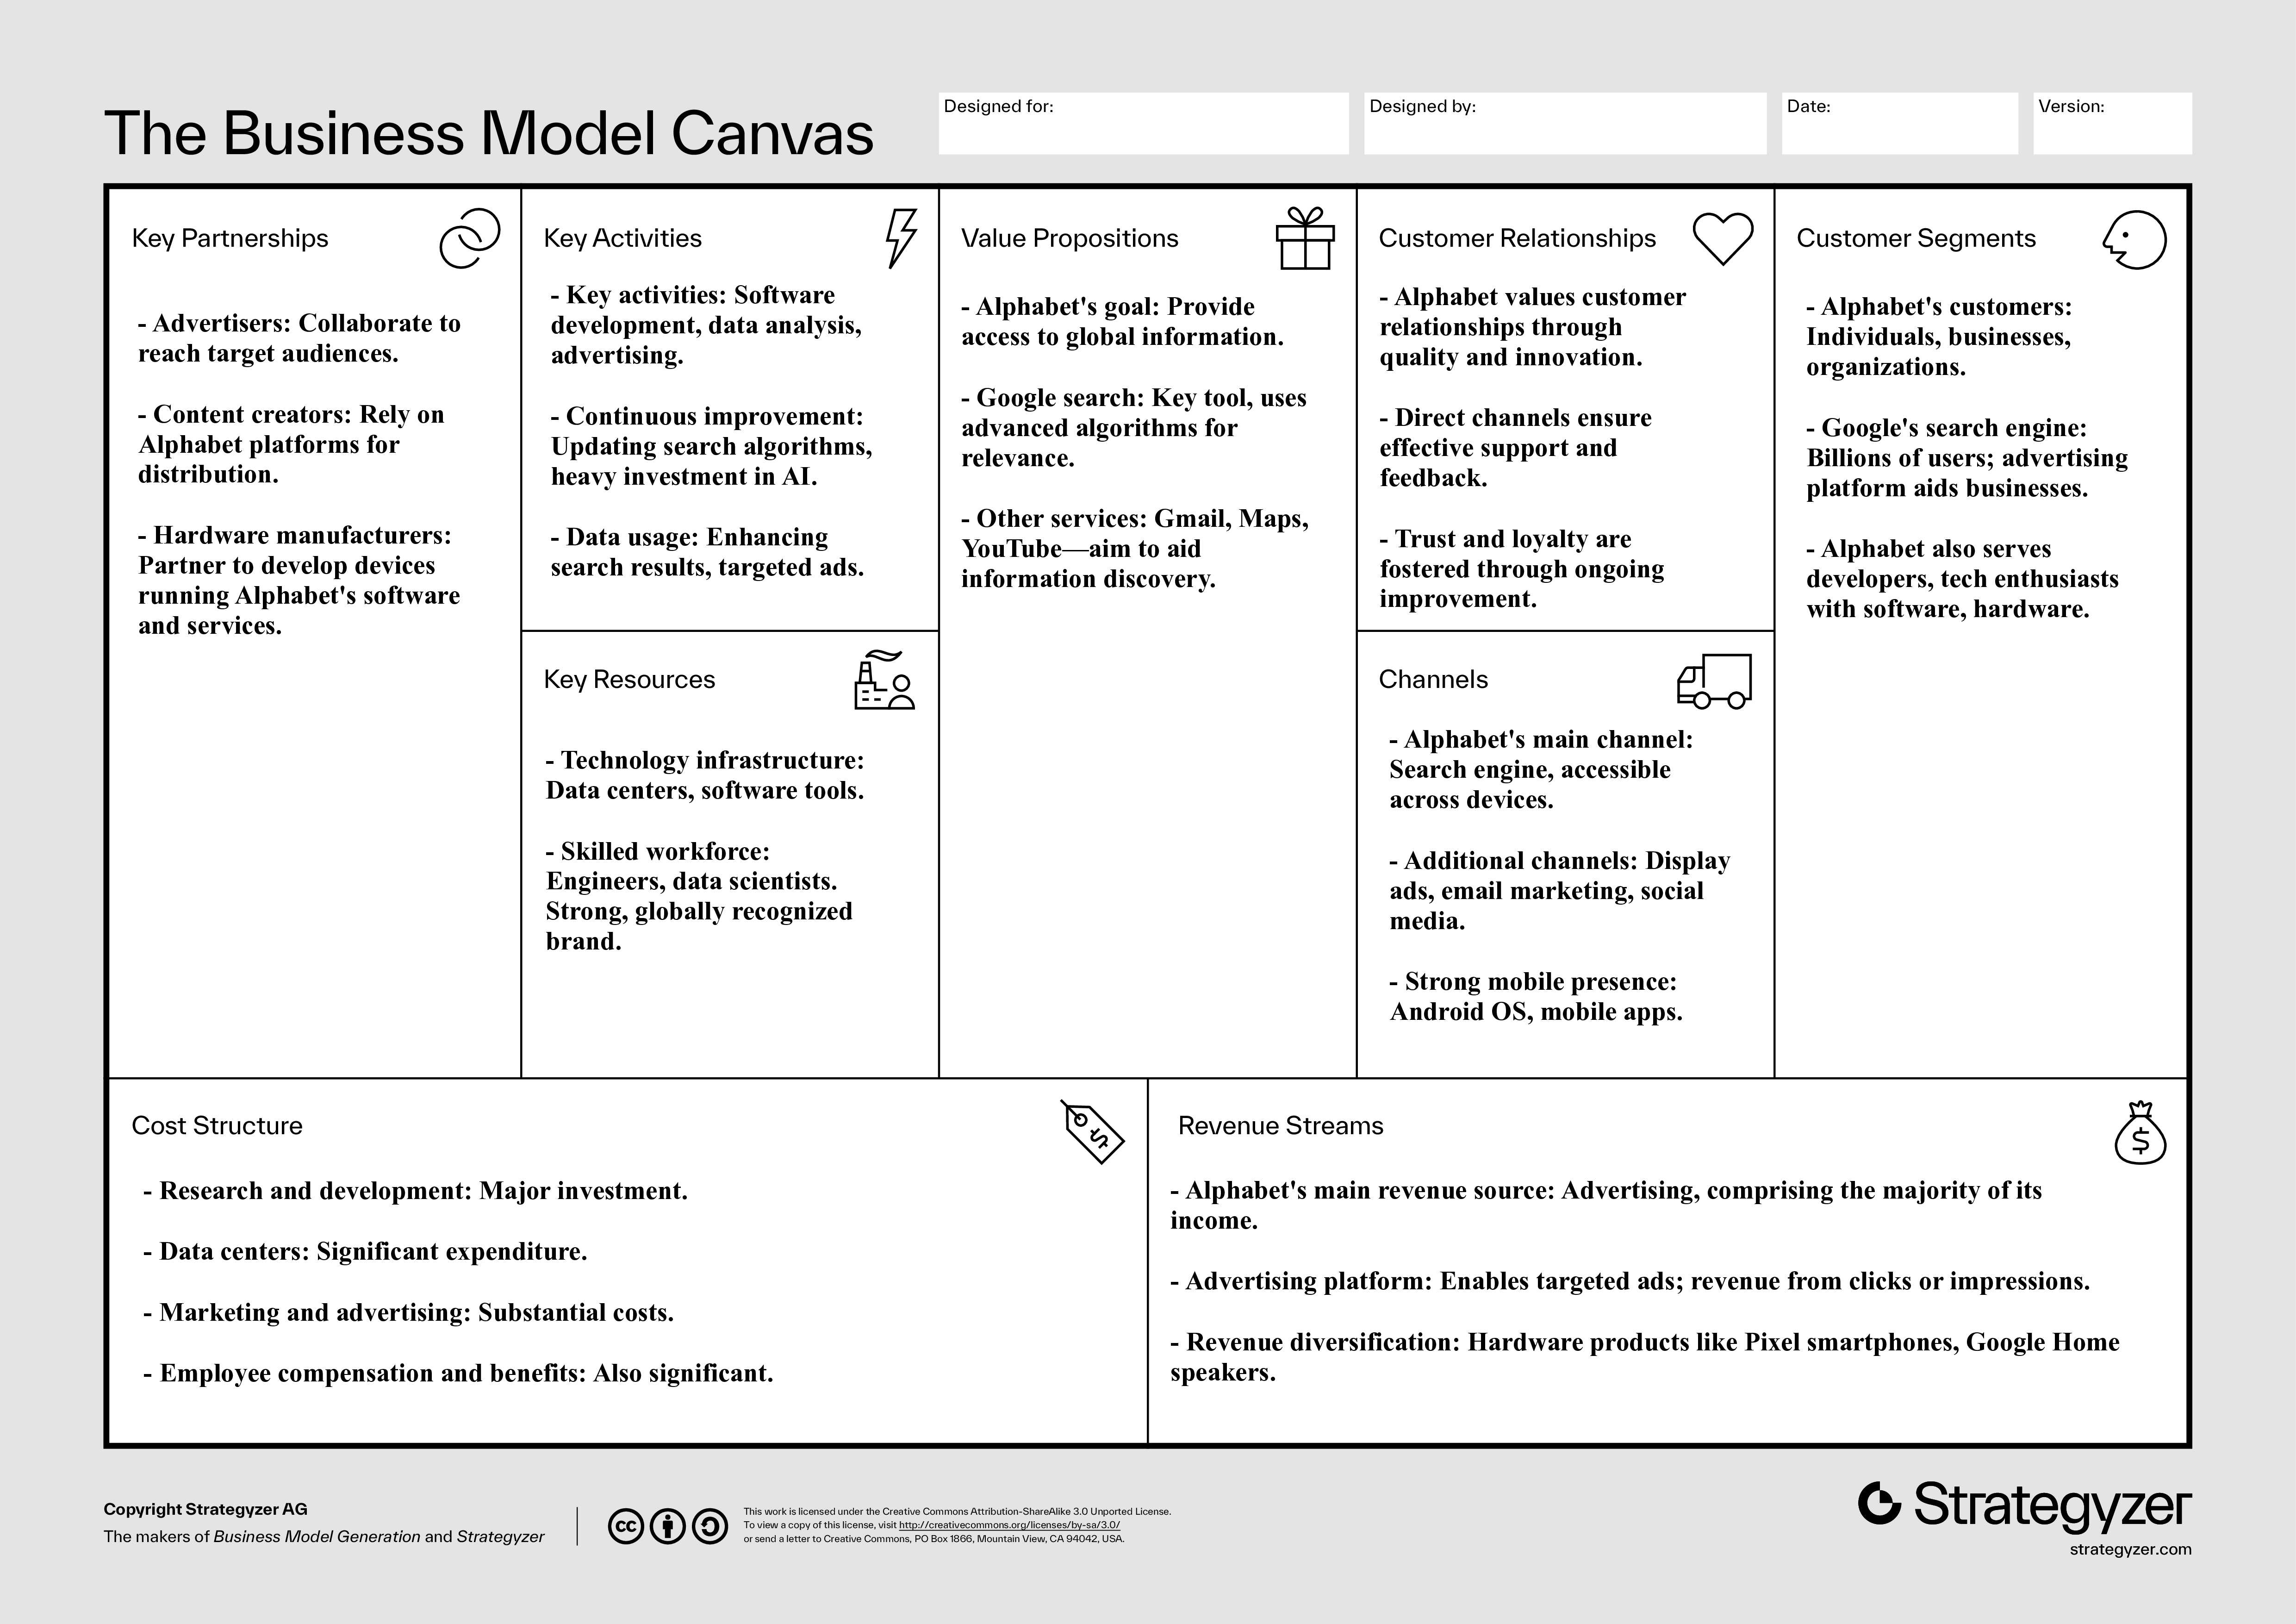 The Business Model Canvas
Designed for:
Designed by:
Date:
Version:
Key Partnerships
- Advertisers: Collaborate to
reach target audiences.
- Content creators: Rely on
Alphabet platforms for
distribution.
- Hardware manufacturers:
Partner to develop devices
running Alphabet's software
and services.
Key Activities
- Key activities: Software
development, data analysis,
advertising.
- Continuous improvement:
Updating search algorithms,
heavy investment in AI.
- Data usage: Enhancing
search results, targeted ads.
Key Resources
- Technology infrastructure:
Data centers, software tools.
- Skilled workforce:
Engineers, data scientists.
Strong, globally recognized
brand.
Value Propositions
- Alphabet's goal: Provide
access to global information.
- Google search: Key tool, uses
advanced algorithms for
relevance.
- Other services: Gmail, Maps,
YouTube—aim to aid
information discovery.
Customer Relationships
- Alphabet values customer
relationships through
quality and innovation.
- Direct channels ensure
effective support and
feedback.
- Trust and loyalty are
fostered through ongoing
improvement.
Channels
- Alphabet's main channel:
Search engine, accessible
across devices.
- Additional channels: Display
ads, email marketing, social
media.
- Strong mobile presence:
Android OS, mobile apps.
Customer Segments
- Alphabet's customers:
Individuals, businesses,
organizations.
- Google's search engine:
Billions of users; advertising
platform aids businesses.
- Alphabet also serves
developers, tech enthusiasts
with software, hardware.
Cost Structure
$
- Research and development: Major investment.
- Data centers: Significant expenditure.
- Marketing and advertising: Substantial costs.
- Employee compensation and benefits: Also significant.
Revenue Streams
$
- Alphabet's main revenue source: Advertising, comprising the majority of its
income.
- Advertising platform: Enables targeted ads; revenue from clicks or impressions.
- Revenue diversification: Hardware products like Pixel smartphones, Google Home
speakers.
Copyright Strategyzer AG
The makers of Business Model Generation and Strategyzer
cc
This work is licensed under the Creative Commons Attribution-ShareAlike 3.0 Unported License.
To view a copy of this license, visit http://creativecommons.org/licenses/by-sa/3.0/
or send a letter to Creative Commons, PO Box 1866, Mountain View, CA 94042, USA.
Strategyzer
strategyzer.com